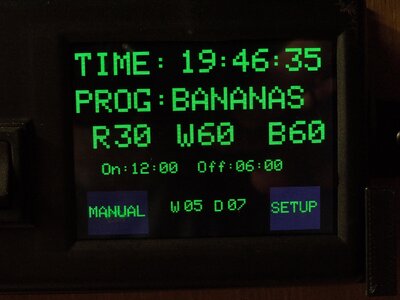 TIME: 19:46:35
PROG:BANANAS
R30 W60 B60
On:12:00 Off:06:00
MANUAL W05 D07 SETUP